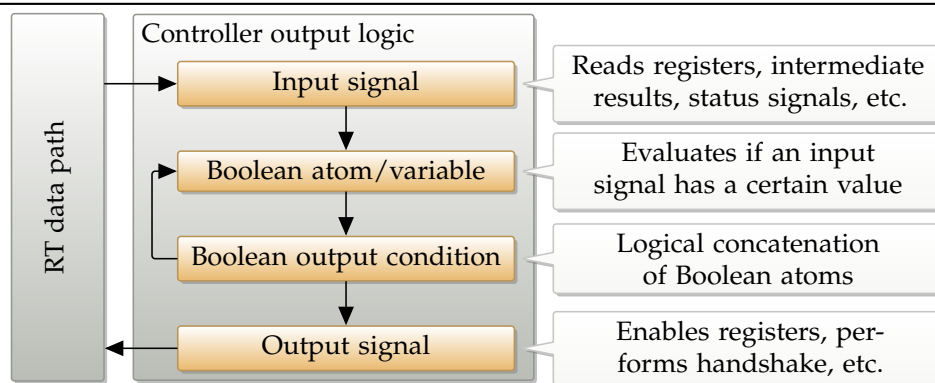 RT data path
Controller output logic
Input signal
Reads registers, intermediate
results, status signals, etc.
Boolean atom/variable
Evaluates if an input
signal has a certain value
Boolean output condition
Logical concatenation
of Boolean atoms
Output signal
Enables registers, per-
forms handshake, etc.